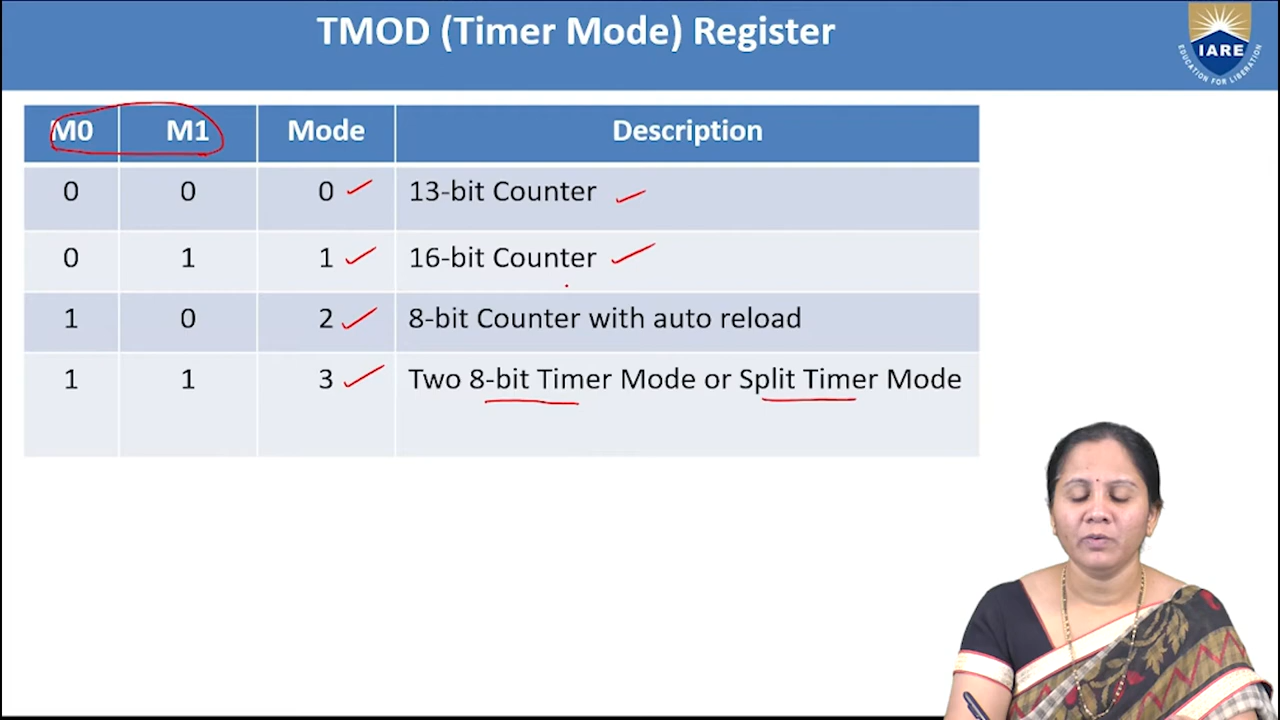 TMOD (Timer Mode) Register
IARE
EDUCATION FOR LIBERATION
M0 M1 Mode Description
0 0 0 13-bit Counter
0 1 1 16-bit Counter
1 0 2 8-bit Counter with auto reload
1 1 3 Two 8-bit Timer Mode or Split Timer Mode